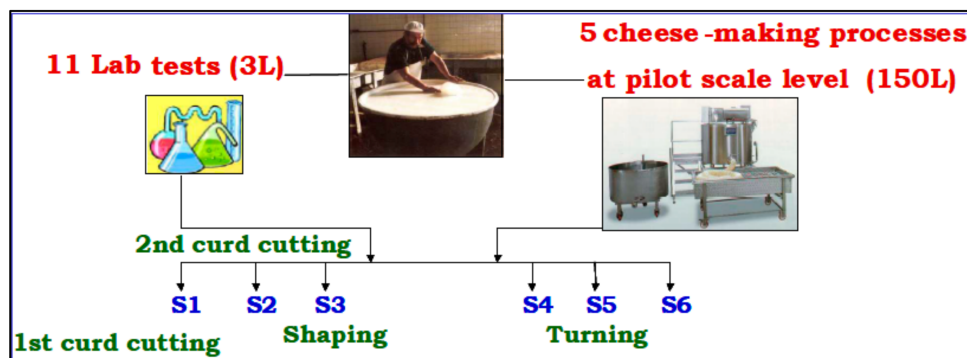 5 cheese-making processes
11 Lab tests (3L)
at pilot scale level (150L)
2nd curd cutting
S1 S2 S3 S4 S5 S6
Shaping Turning
1st curd cutting